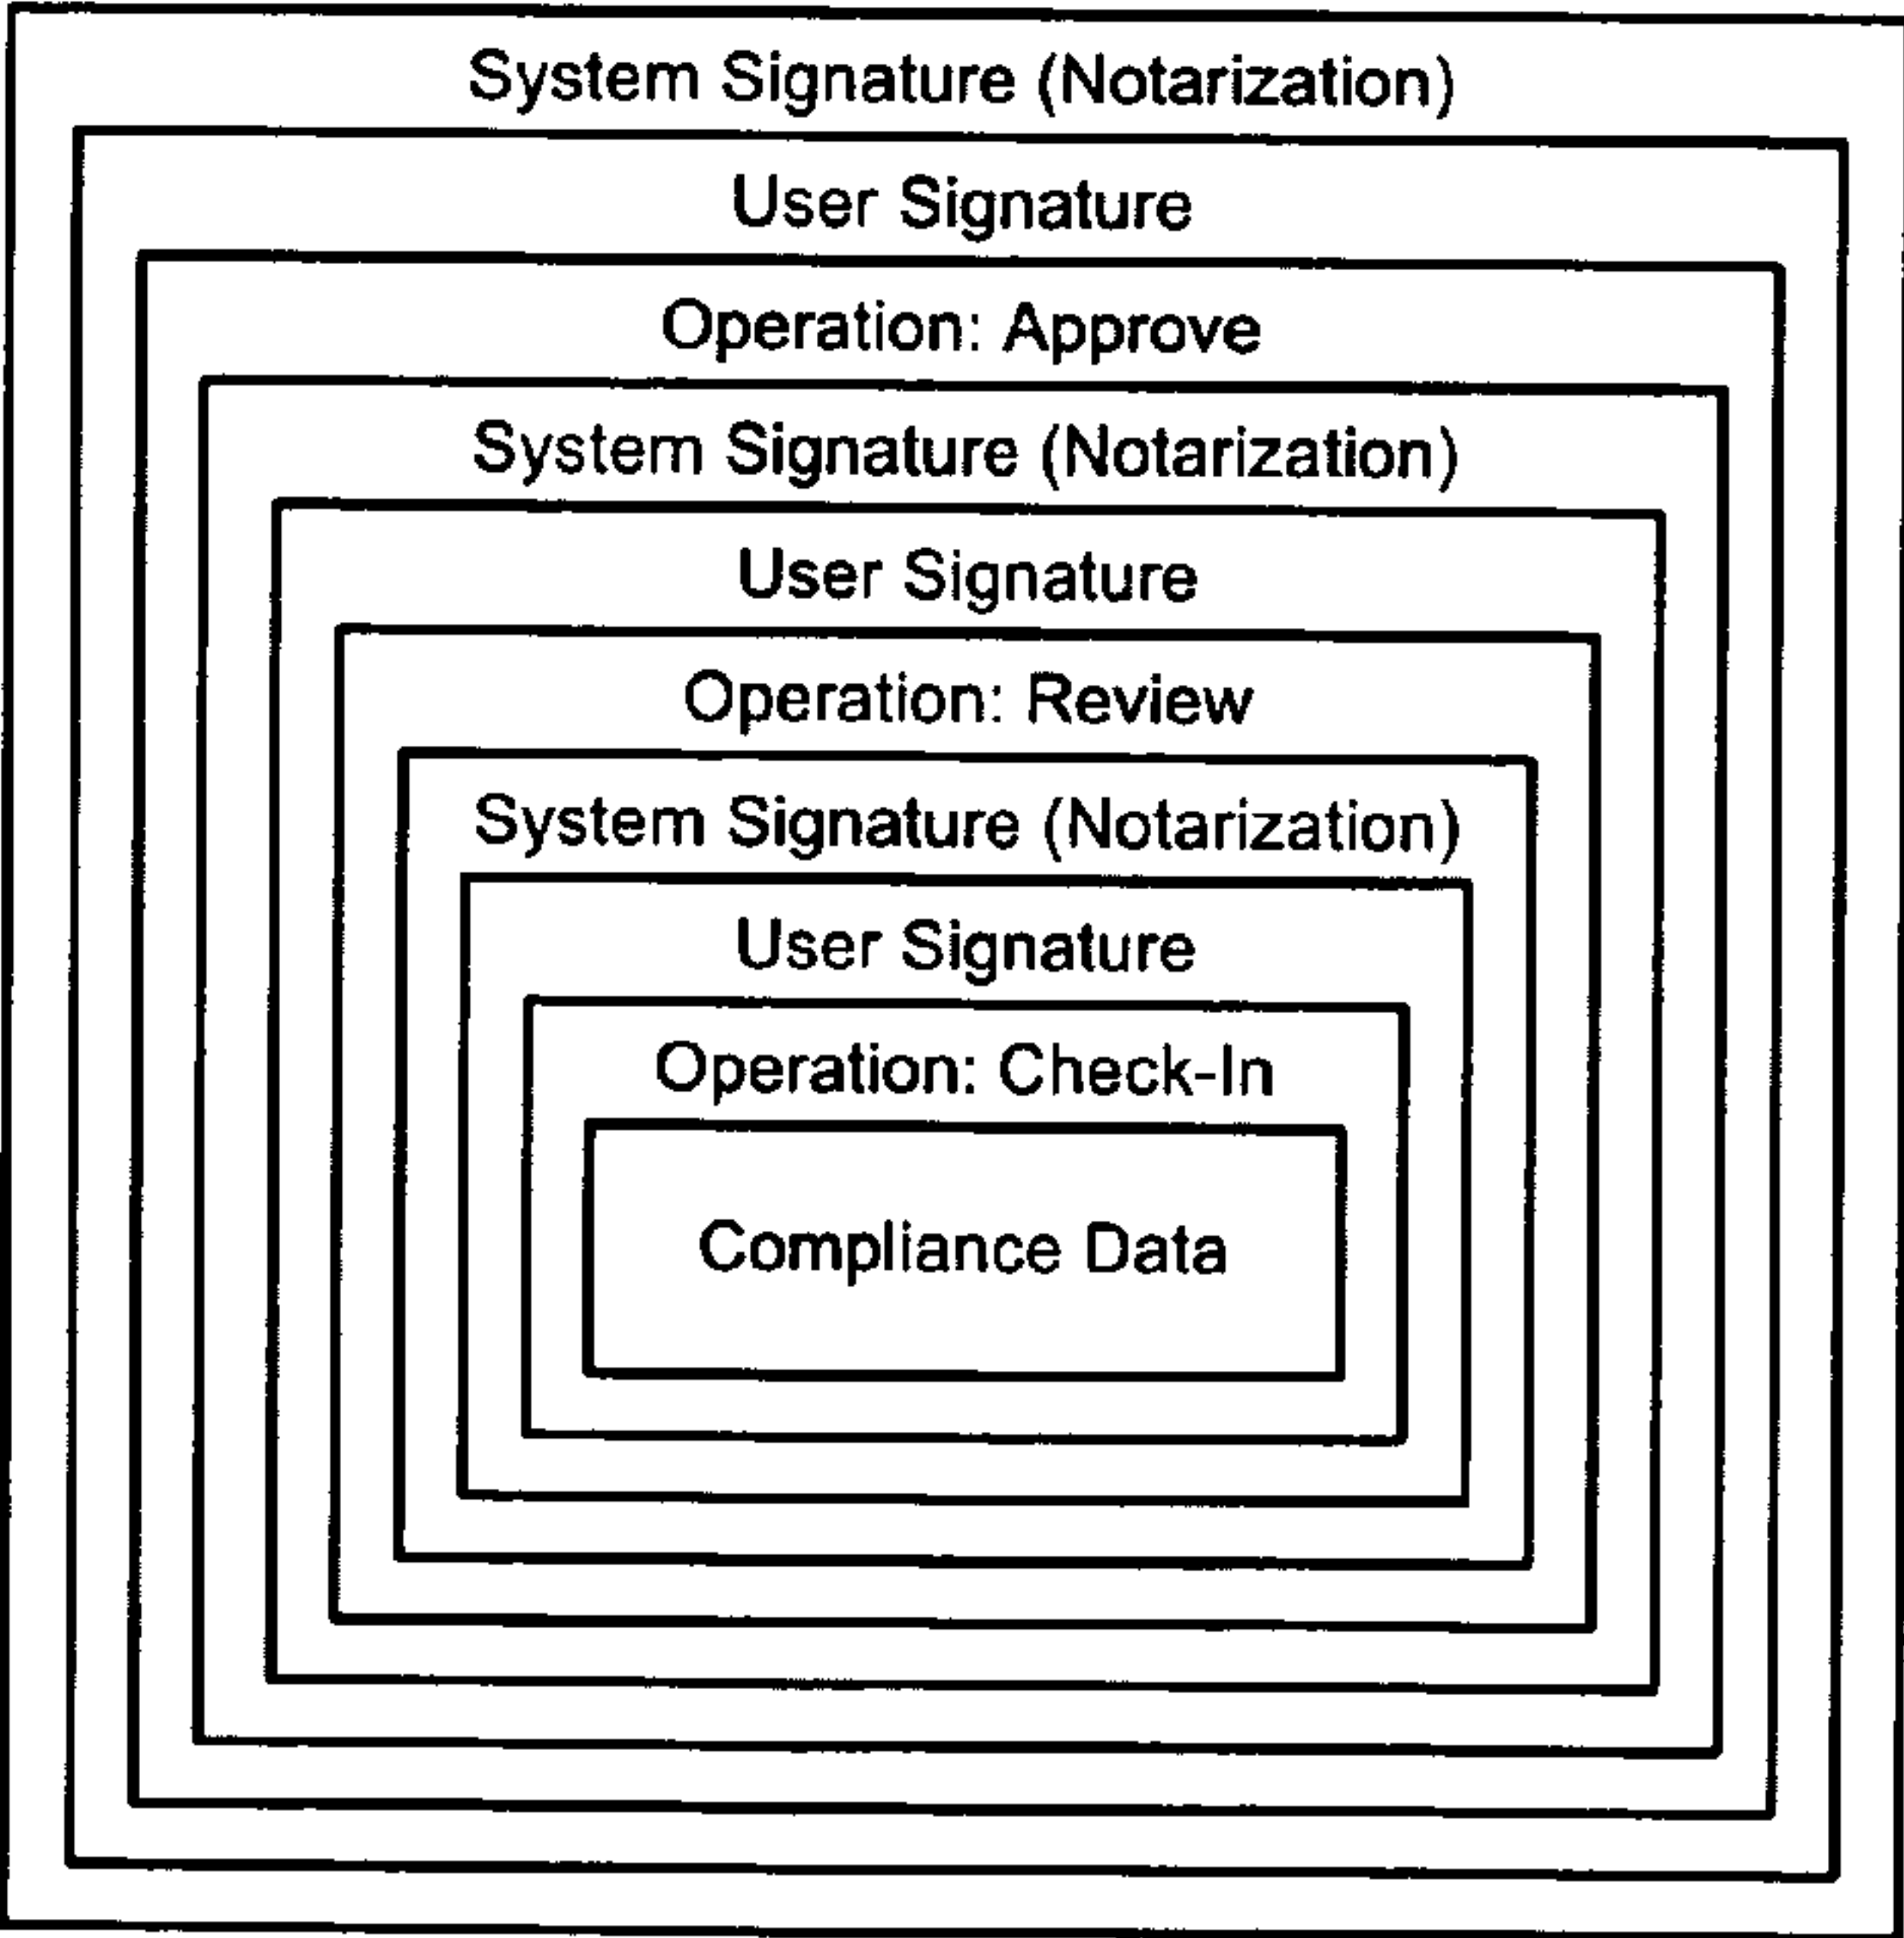 System Signature (Notarization)
User Signature
Operation: Approve
System Signature (Notarization)
User Signature
Operation: Review
System Signature (Notarization)
User Signature
Operation: Check-In
Compliance Data